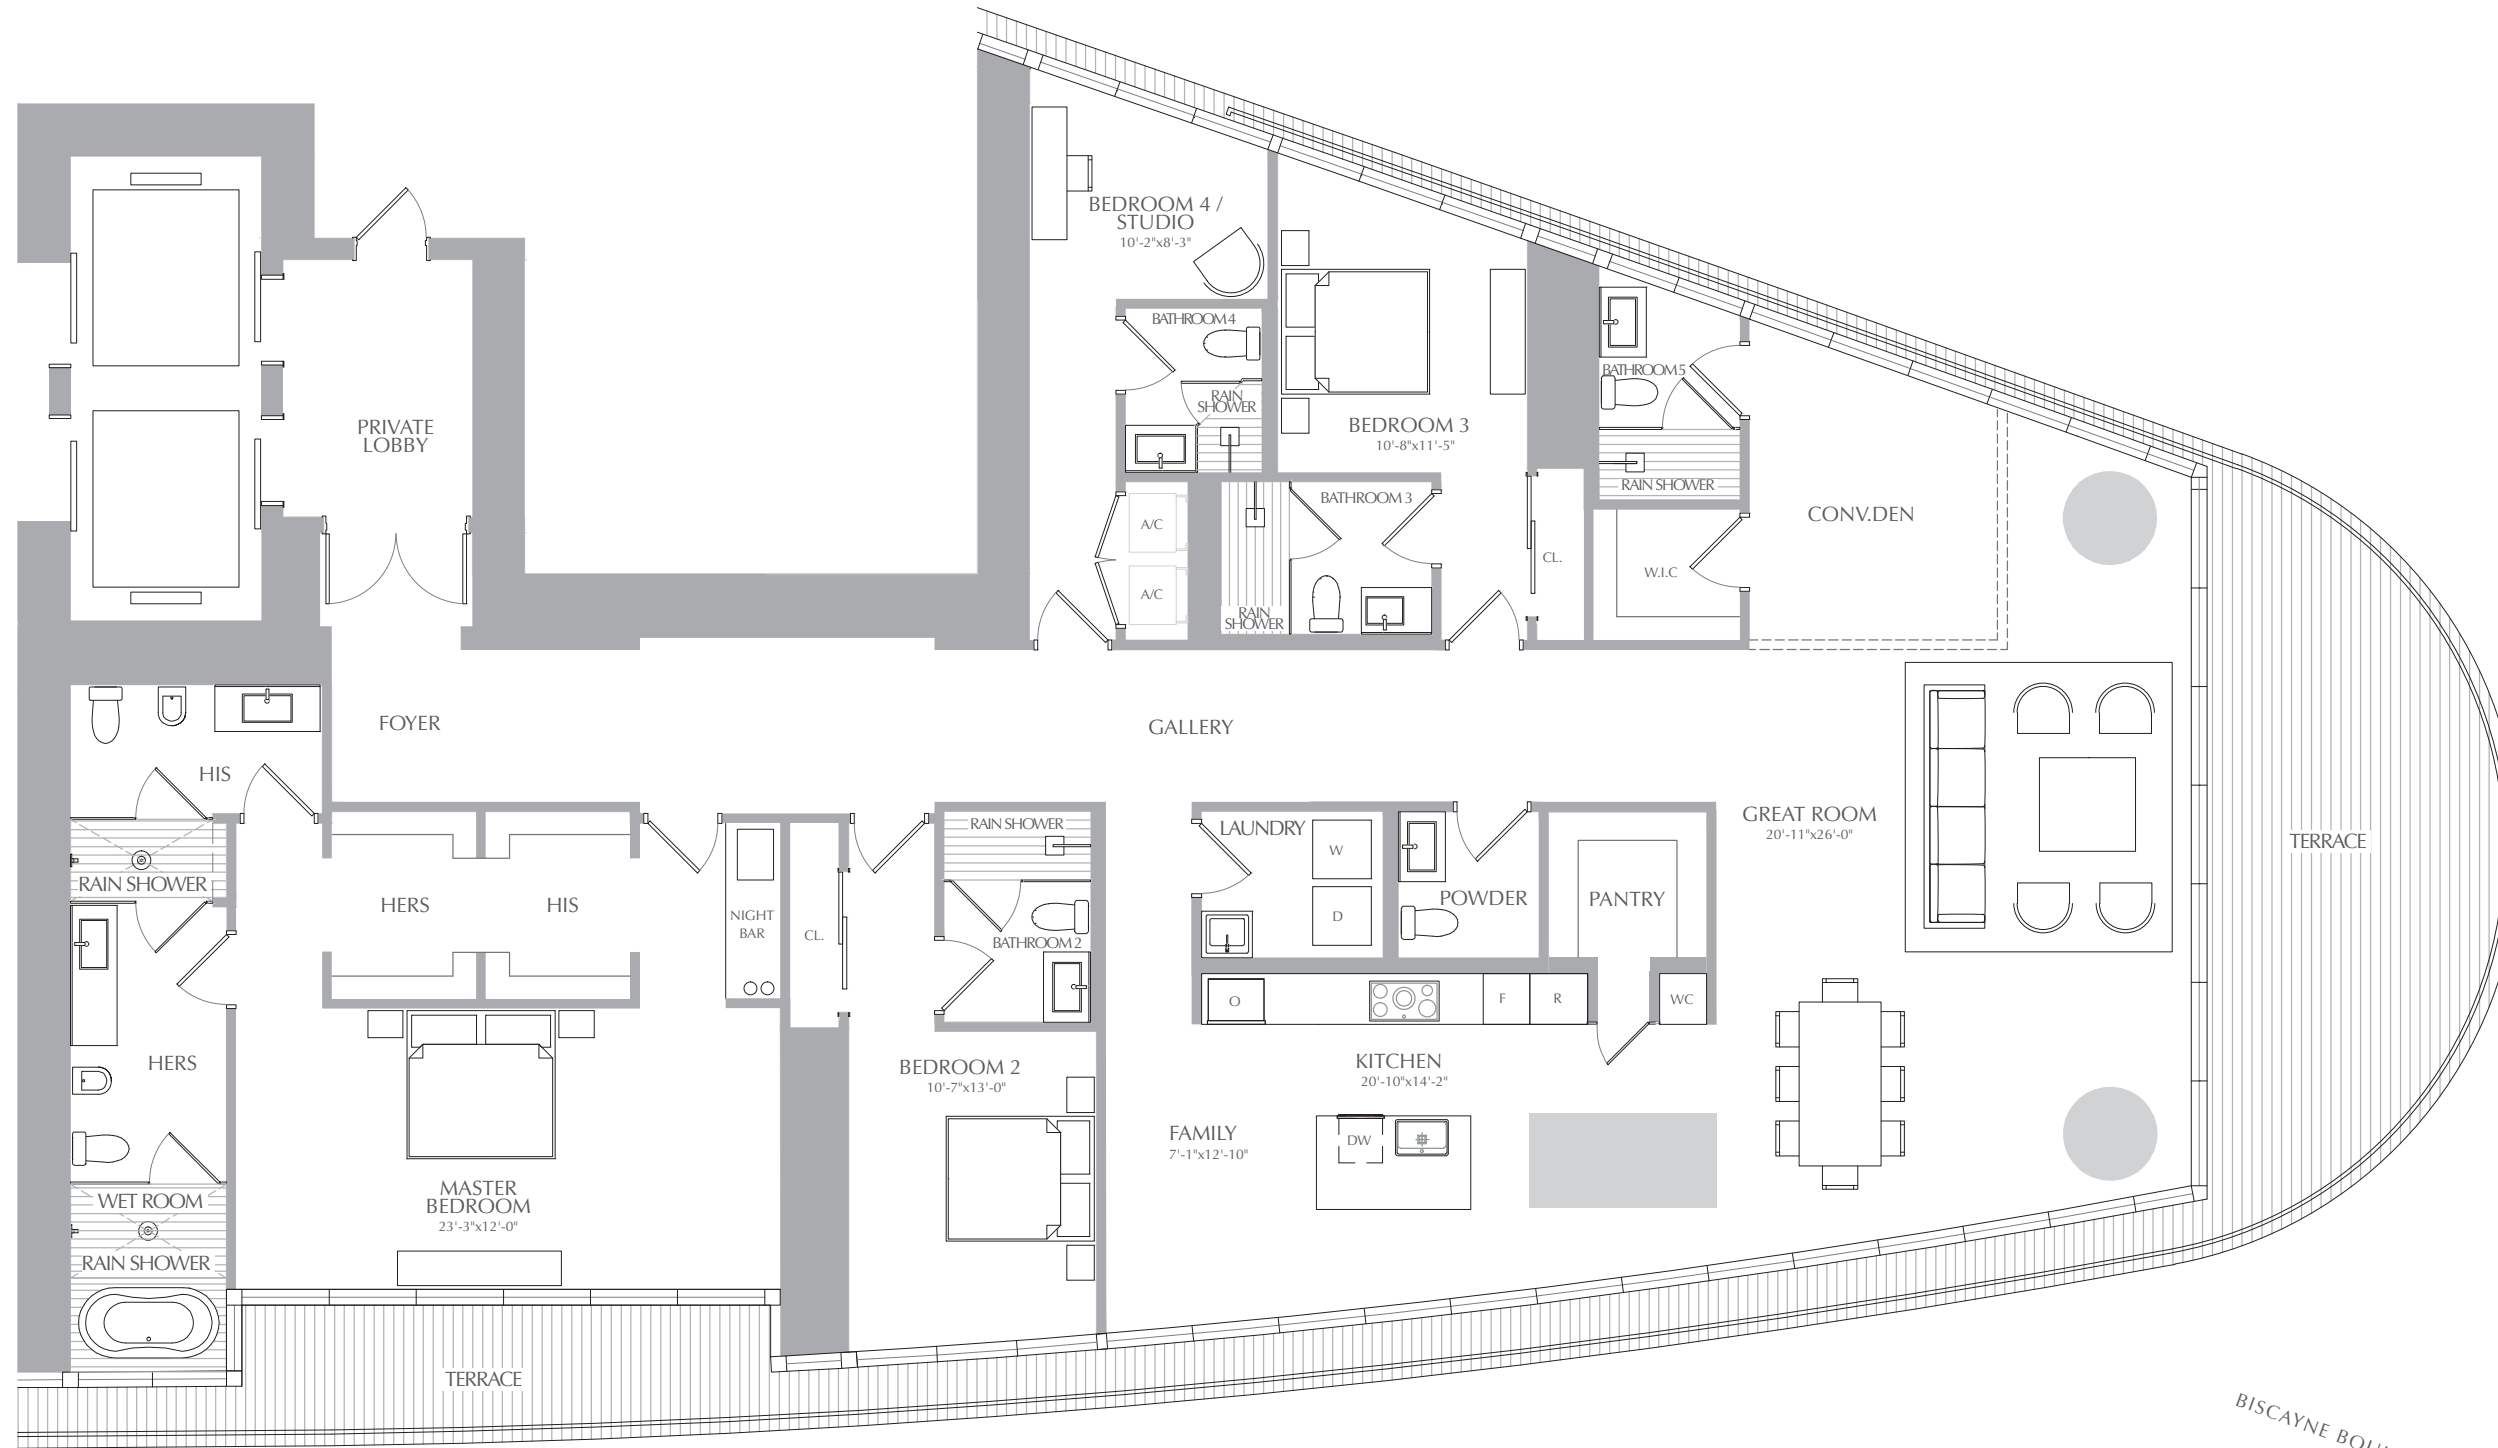 BEDROOM 4 /
STUDIO
10'-2"x8'-3"
BATHROOM 4
RAIN
SHOWER
BEDROOM 3
10'-8"x11'-5"
BATHROOM 5
RAIN SHOWER
PRIVATE
LOBBY
A/C
A/C
BATHROOM 3
RAIN
SHOWER
CL.
W.I.C
CONV.DEN
FOYER
GALLERY
HIS
RAIN SHOWER
HERS
HIS
NIGHT
BAR
CL.
RAIN SHOWER
BATHROOM 2
LAUNDRY
W
D
POWDER
PANTRY
GREAT ROOM
20'-11"x26'-0"
TERRACE
O
F
R
WC
HERS
BEDROOM 2
10'-7"x13'-0"
KITCHEN
20'-10"x14'-2"
FAMILY
7'-1"x12'-10"
DW
MASTER
BEDROOM
23'-3"x12'-0"
WET ROOM
RAIN SHOWER
TERRACE
BISCAYNE